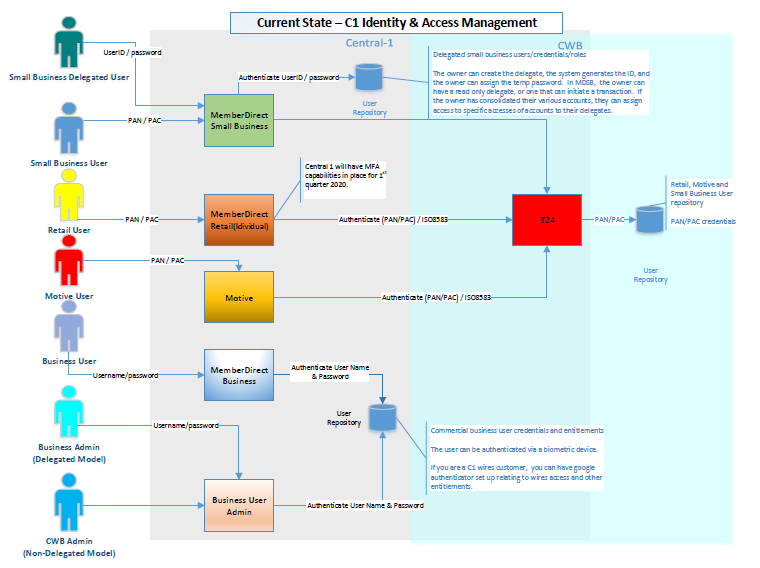 Current State – C1 Identity & Access Management
Central-1
CWB
UserID / password
Small Business Delegated User
Authenticate UserID / password
User
Repository
Delegated small business users/credentials/roles
The owner can create the delegate, the system generates the ID, and
the owner can assign the temp password. In MDSB, the owner can
have a read only delegate, or one that can initiate a transaction. If
the owner has consolidated their various accounts, they can assign
access to specific accesses of accounts to their delegates.
MemberDirect
Small Business
PAN / PAC
Small Business User
Central 1 will have MFA
capabilities in place for 1st
quarter 2020.
Retail, Motive and
Small Business User
repository
PAN/PAC credentials
PAN / PAC
Retail User
MemberDirect
Retail(Idividual)
Authenticate (PAN/PAC) / ISO8583
T24
PAN/PAC
User
Repository
PAN / PAC
Motive User
Motive
Authenticate (PAN/PAC) / ISO8583
Business User
Username/password
MemberDirect
Business
Authenticate User Name
& Password
User
Repository
Username/password
Business Admin
(Delegated Model)
Commercial business user credentials and entitlements
The user can be authenticated via a biometric device.
If you are a C1 wires customer, you can have google
authenticator set up relating to wires access and other
entitlements.
Business User
Admin
Authenticate User Name & Password
CWB Admin
(Non-Delegated Model)